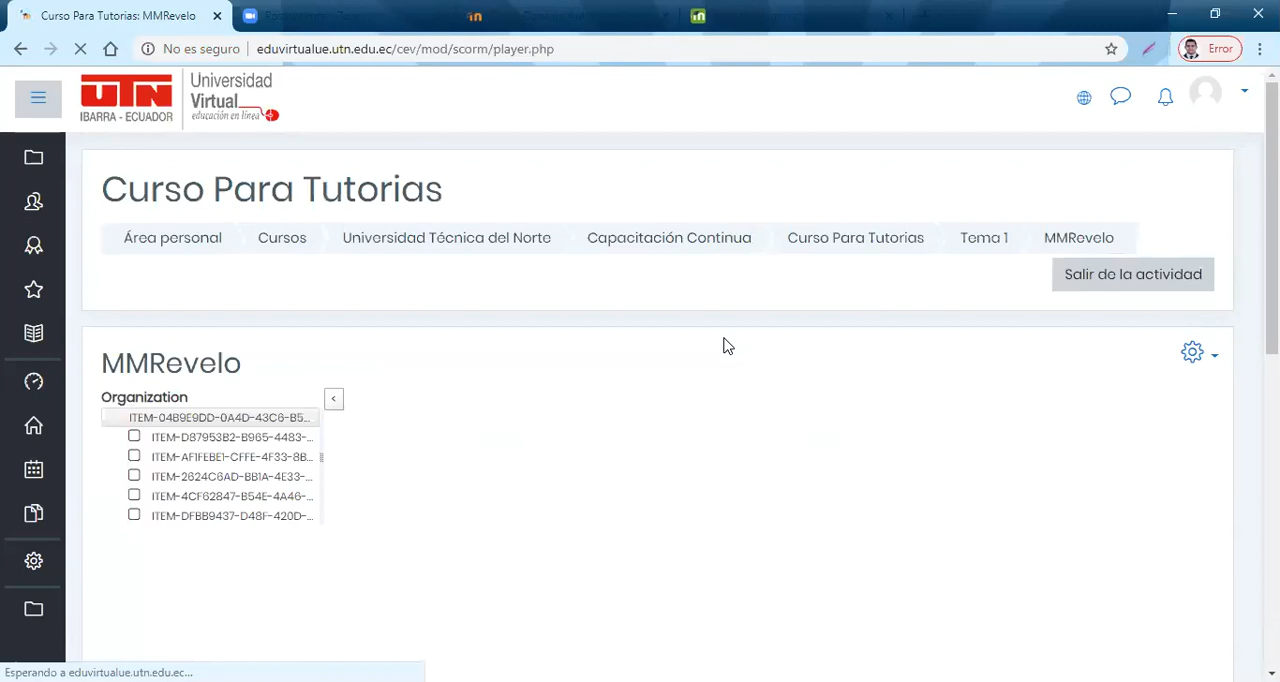 Curso Para Tutorias: MMRevelo
No es seguro | eduvirtualue.utn.edu.ec/cev/mod/scorm/player.php
Error
UTN
IBARRA - ECUADOR
Universidad
Virtual
educación en línea
Curso Para Tutorias
Área personal Cursos Universidad Técnica del Norte Capacitación Continua Curso Para Tutorias Tema 1 MMRevelo
Salir de la actividad
MMRevelo
Organization
<
ITEM-04B9E9DD-0A4D-43C6-B5...
ITEM-D87953B2-B965-4483-...
ITEM-AF1FEBE1-CFFE-4F33-8B...
ITEM-2624C6AD-BB1A-4E33-...
ITEM-4CF62847-B54E-4A46-...
ITEM-DFBB9437-D48F-420D-...
Esperando a eduvirtualue.utn.edu.ec...